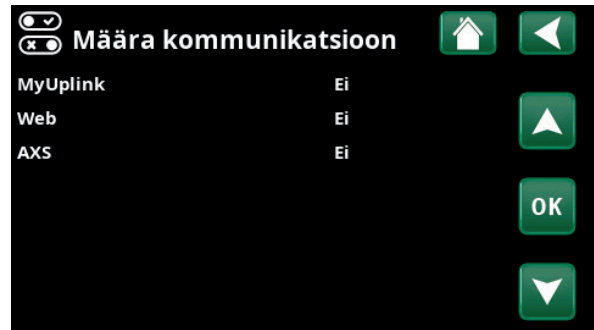 Määra kommunikatsioon
MyUplink Ei
Web Ei
AXS Ei
OK